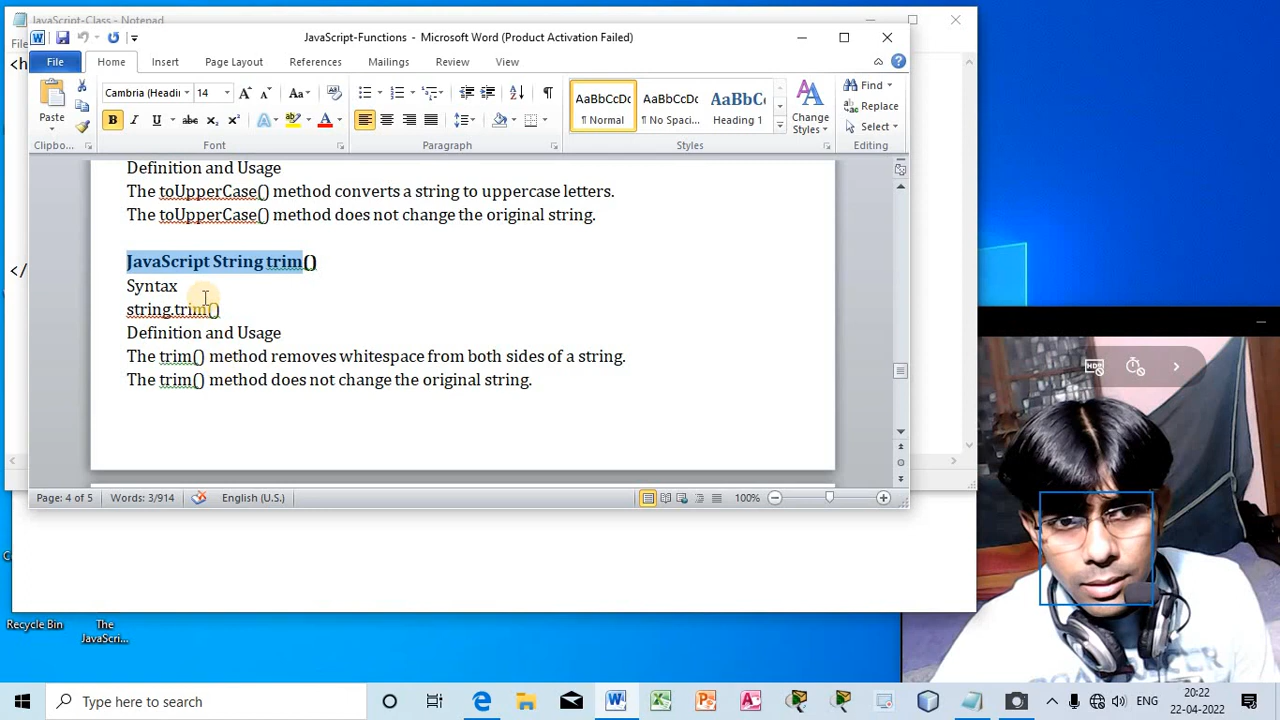 JavaScript-Class - Notepad
JavaScript-Functions - Microsoft Word (Product Activation Failed)
File Home Insert Page Layout References Mailings Review View
Cambria (Headi 14
Paste
AaBbCcDc AaBbCcDc AaBbC
¶ Normal ¶ No Spaci... Heading 1
Change
Styles
Find
Replace
Select
Clipbo... Font Paragraph Styles Editing
<h
</
Definition and Usage
The toUpperCase() method converts a string to uppercase letters.
The toUpperCase() method does not change the original string.
JavaScript String trim()
Syntax
string.trim()
Definition and Usage
The trim() method removes whitespace from both sides of a string.
The trim() method does not change the original string.
Page: 4 of 5 Words: 3/914 English (U.S.) 100%
Recycle Bin
The
JavaScri...
Type here to search
ENG
20:22
22-04-2022